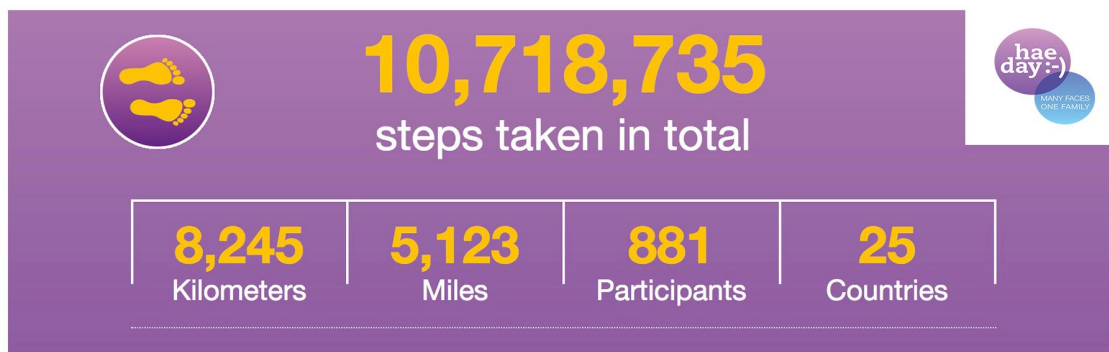 10,718,735
steps taken in total
hae
day :-)
MANY FACES
ONE FAMILY
8,245
Kilometers
5,123
Miles
881
Participants
25
Countries